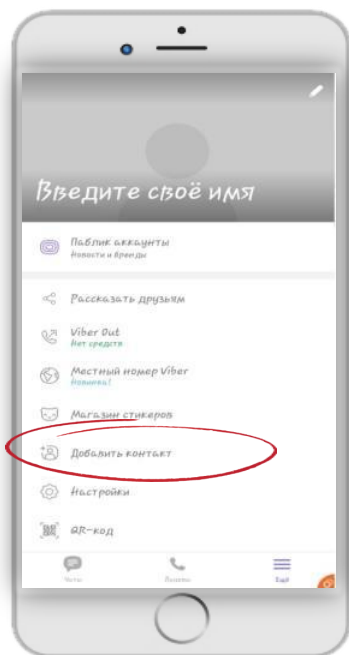 Введите своё имя
Паблик аккаунты
Новости и бренды
Рассказать друзьям
Viber Out
Нет средств
Местный номер Viber
Новинка!
Магазин стикеров
Добавить контакт
Настройки
QR-код
Чаты
Вызовы
Ещё